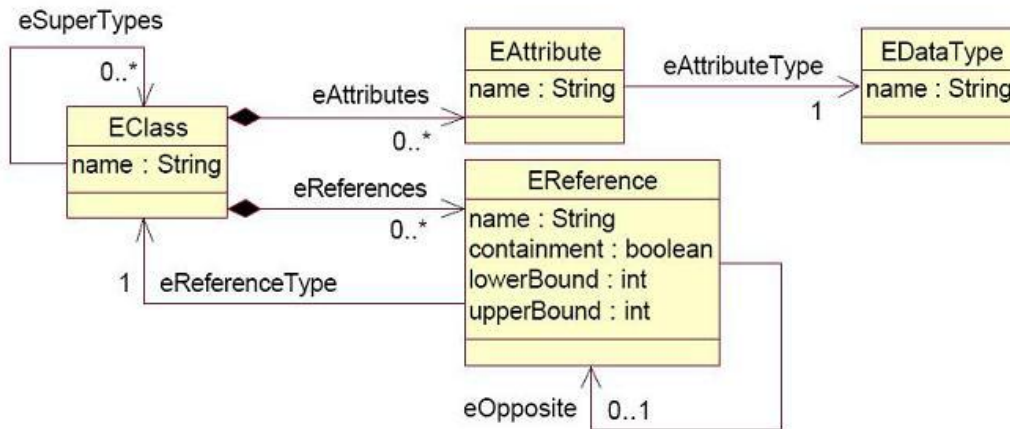 eSuperTypes
0..*
EClass
name : String
eAttributes
0..*
EAttribute
name : String
eAttributeType
1
EDataType
name : String
eReferences
0..*
EReference
name : String
containment : boolean
lowerBound : int
upperBound : int
1
eReferenceType
eOpposite
0..1